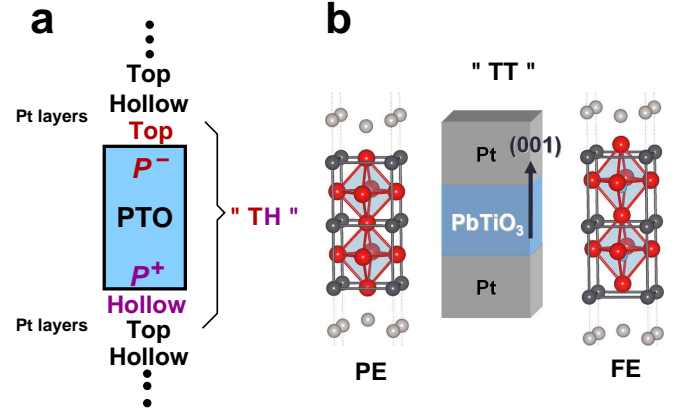 a
Top
Hollow
Pt layers
Top
P⁻
PTO
" TH "
P⁺
Hollow
Pt layers
Top
Hollow
b
" TT "
Pt
(001)
PbTiO₃
Pt
PE
FE